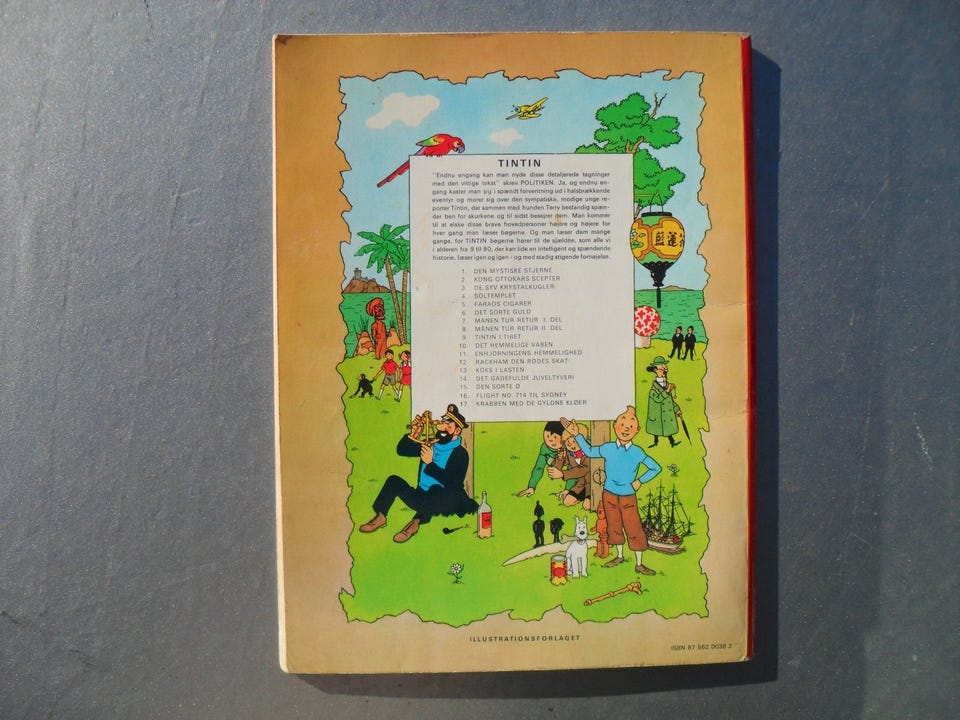 TINTIN
"Endnu engang kan man nyde disse detaljerede tegninger
med den vittige tekst" skrev POLITIKEN. Ja, og endnu en-
gang kaster man sig i spændt forventning ud i halsbrækkende
eventyr og morer sig over den sympatiske, modige unge re-
porter Tintin, der sammen med hunden Terry bestandig spæn-
der ben for skurkene og til sidst besejrer dem. Man kommer
til at elske disse brave hovedpersoner højere og højere for
hver gang man læser bøgerne. Og man læser dem mange
gange, for TINTIN bøgerne hører til de sjældne, som alle vi
i alderen fra 9 til 90, der kan lide en intelligent og spændende
historie, læser igen og igen - og med stadig stigende fornøjelse.
1. DEN MYSTISKE STJERNE
2. KONG OTTOKARS SCEPTER
3. DE SYV KRYSTALKUGLER
4. SOLTEMPLET
5. FARAOS CIGARER
6. DET SORTE GULD
7. MÅNEN TUR-RETUR I. DEL
8. MÅNEN TUR-RETUR II. DEL
9. TINTIN I TIBET
10. DET HEMMELIGE VÅBEN
11. ENHJØRNINGENS HEMMELIGHED
12. RACKHAM DEN RØDES SKAT
13. KOKS I LASTEN
14. DET GÅDEFULDE JUVELTYVERI
15. DEN SORTE Ø
16. FLIGHT NO. 714 TIL SYDNEY
17. KRABBEN MED DE GYLDNE KLØER
藍蓮
ILLUSTRATIONSFORLAGET
ISBN 87 562 0038 2